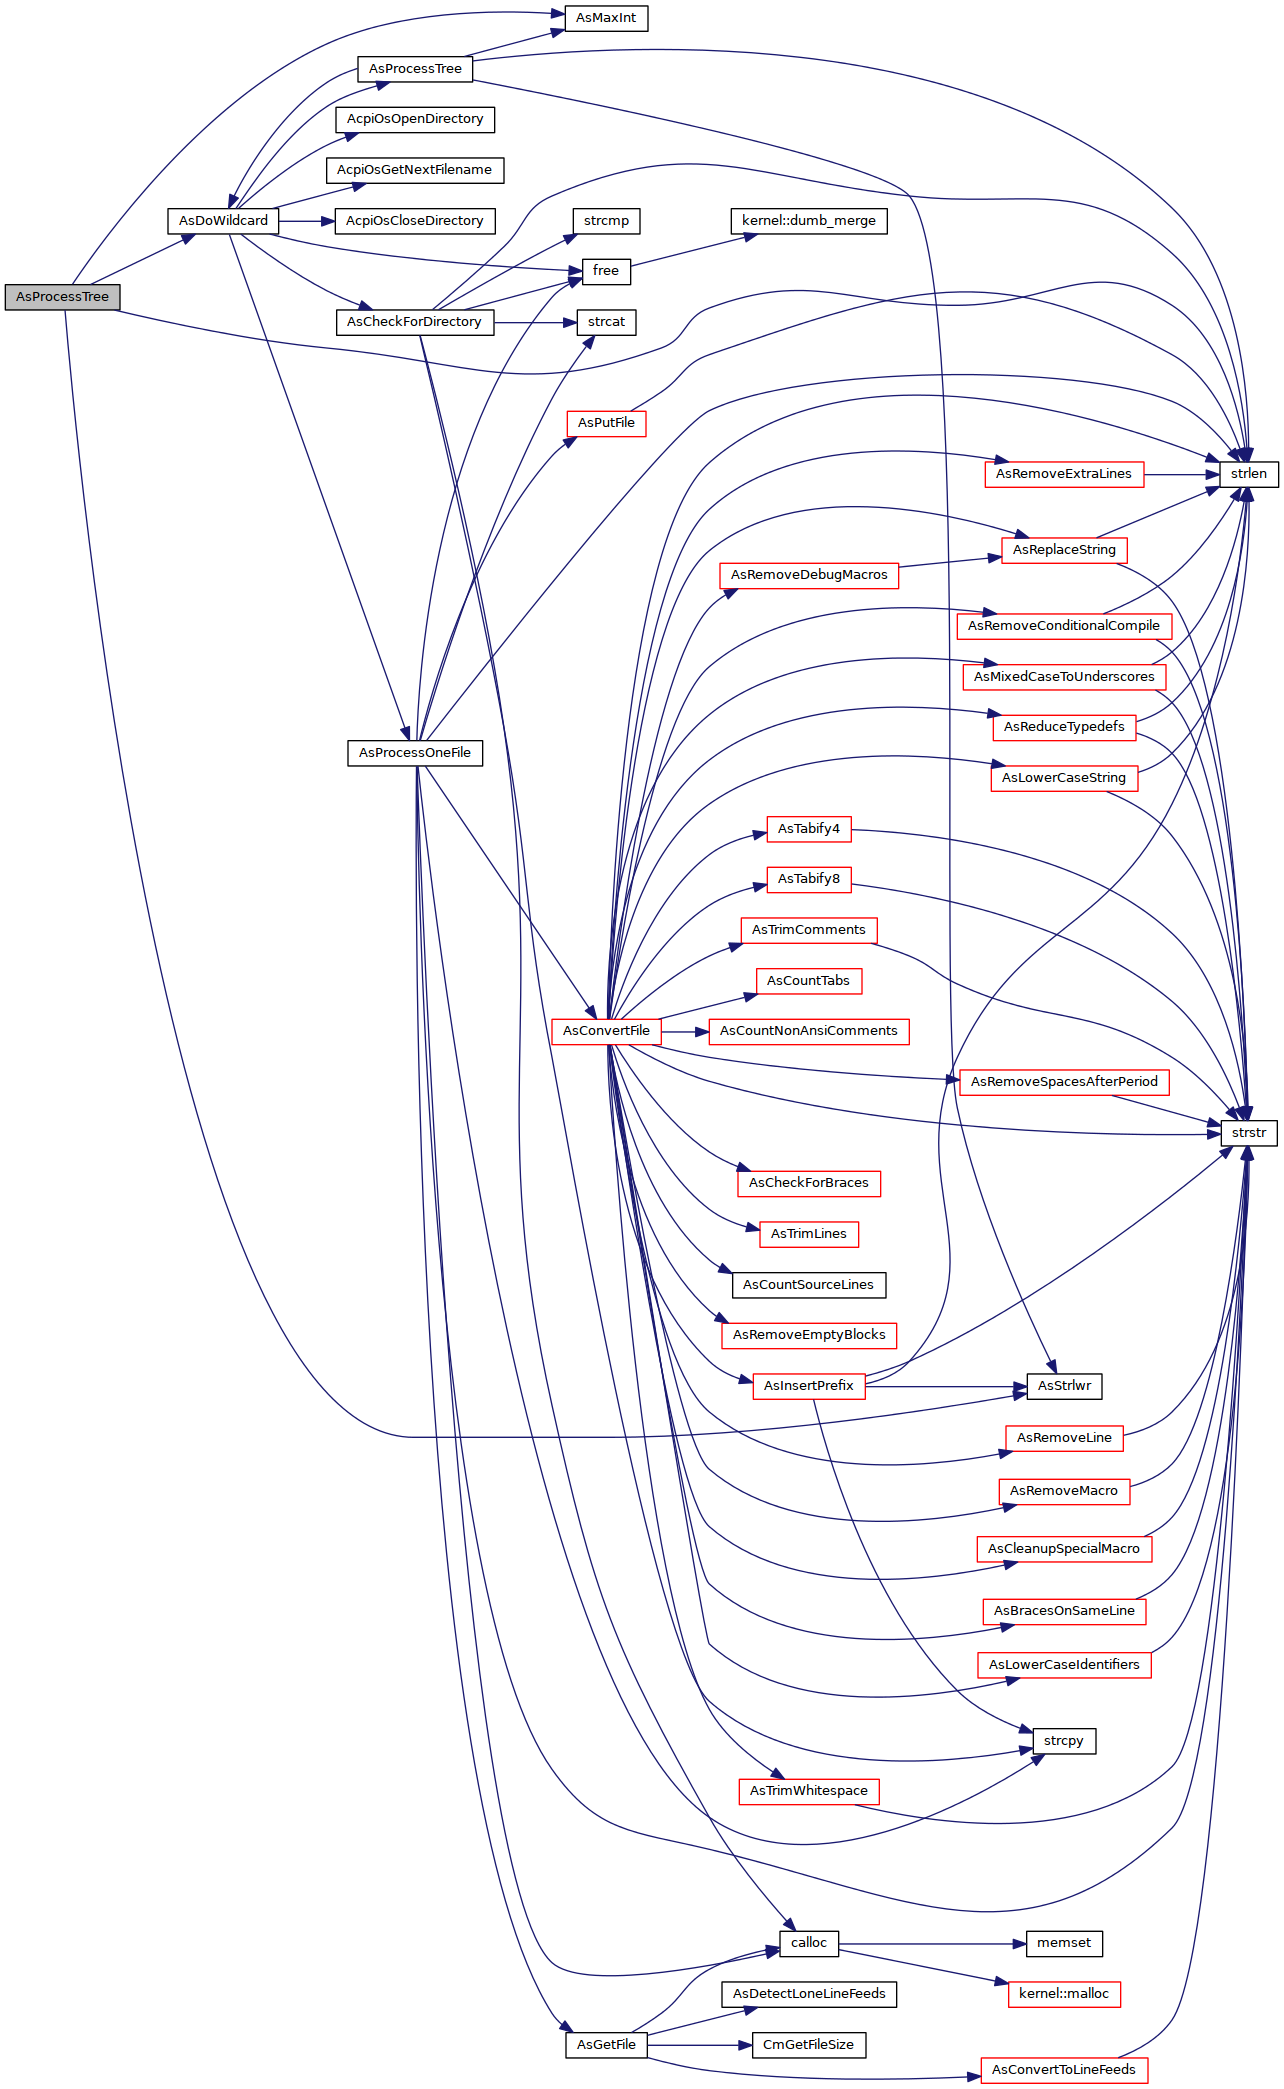 AsMaxInt
AsProcessTree
AcpiOsOpenDirectory
AcpiOsGetNextFilename
AsDoWildcard
AcpiOsCloseDirectory
strcmp
kernel::dumb_merge
free
AsProcessTree
AsCheckForDirectory
strcat
AsPutFile
AsRemoveExtraLines
strlen
AsReplaceString
AsRemoveDebugMacros
AsRemoveConditionalCompile
AsMixedCaseToUnderscores
AsReduceTypedefs
AsProcessOneFile
AsLowerCaseString
AsTabify4
AsTabify8
AsTrimComments
AsCountTabs
AsConvertFile
AsCountNonAnsiComments
AsRemoveSpacesAfterPeriod
strstr
AsCheckForBraces
AsTrimLines
AsCountSourceLines
AsRemoveEmptyBlocks
AsInsertPrefix
AsStrlwr
AsRemoveLine
AsRemoveMacro
AsCleanupSpecialMacro
AsBracesOnSameLine
AsLowerCaseIdentifiers
strcpy
AsTrimWhitespace
calloc
memset
AsDetectLoneLineFeeds
kernel::malloc
AsGetFile
CmGetFileSize
AsConvertToLineFeeds